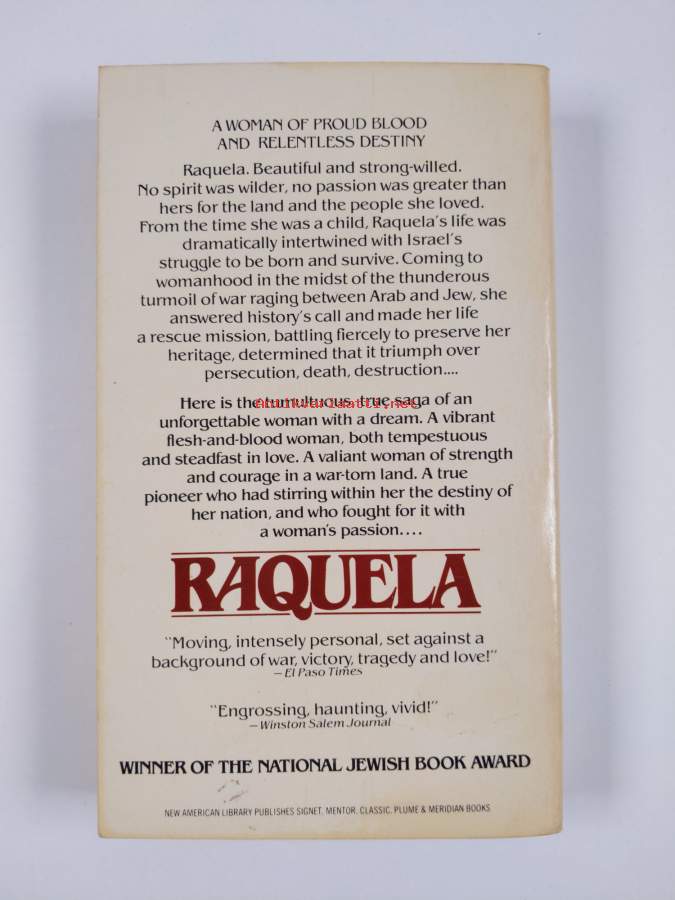 A WOMAN OF PROUD BLOOD
AND RELENTLESS DESTINY
Raquela. Beautiful and strong-willed.
No spirit was wilder, no passion was greater than
hers for the land and the people she loved.
From the time she was a child, Raquela's life was
dramatically intertwined with Israel's
struggle to be born and survive. Coming to
womanhood in the midst of the thunderous
turmoil of war raging between Arab and Jew, she
answered history's call and made her life
a rescue mission, battling fiercely to preserve her
heritage, determined that it triumph over
persecution, death, destruction....
Here is the tumultuous, true saga of an
antikvariaatti.net
unforgettable woman with a dream. A vibrant
flesh-and-blood woman, both tempestuous
and steadfast in love. A valiant woman of strength
and courage in a war-torn land. A true
pioneer who had stirring within her the destiny of
her nation, and who fought for it with
a woman's passion....
RAQUELA
"Moving, intensely personal, set against a
background of war, victory, tragedy and love!"
—El Paso Times
"Engrossing, haunting, vivid!"
—Winston Salem Journal
WINNER OF THE NATIONAL JEWISH BOOK AWARD
NEW AMERICAN LIBRARY PUBLISHES SIGNET, MENTOR, CLASSIC, PLUME & MERIDIAN BOOKS